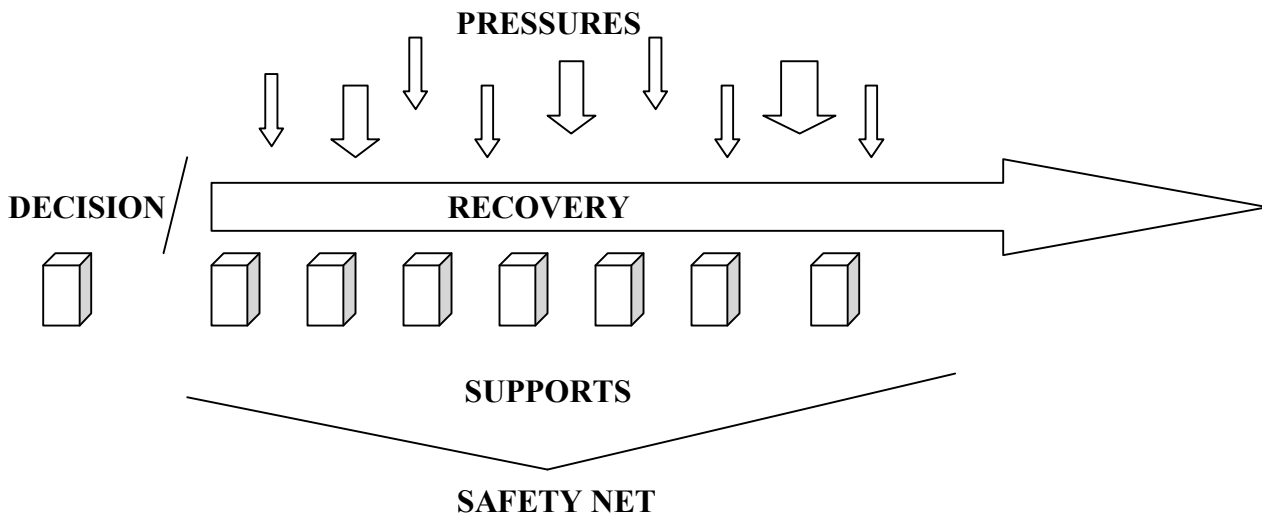 PRESSURES
DECISION
RECOVERY
SUPPORTS
SAFETY NET